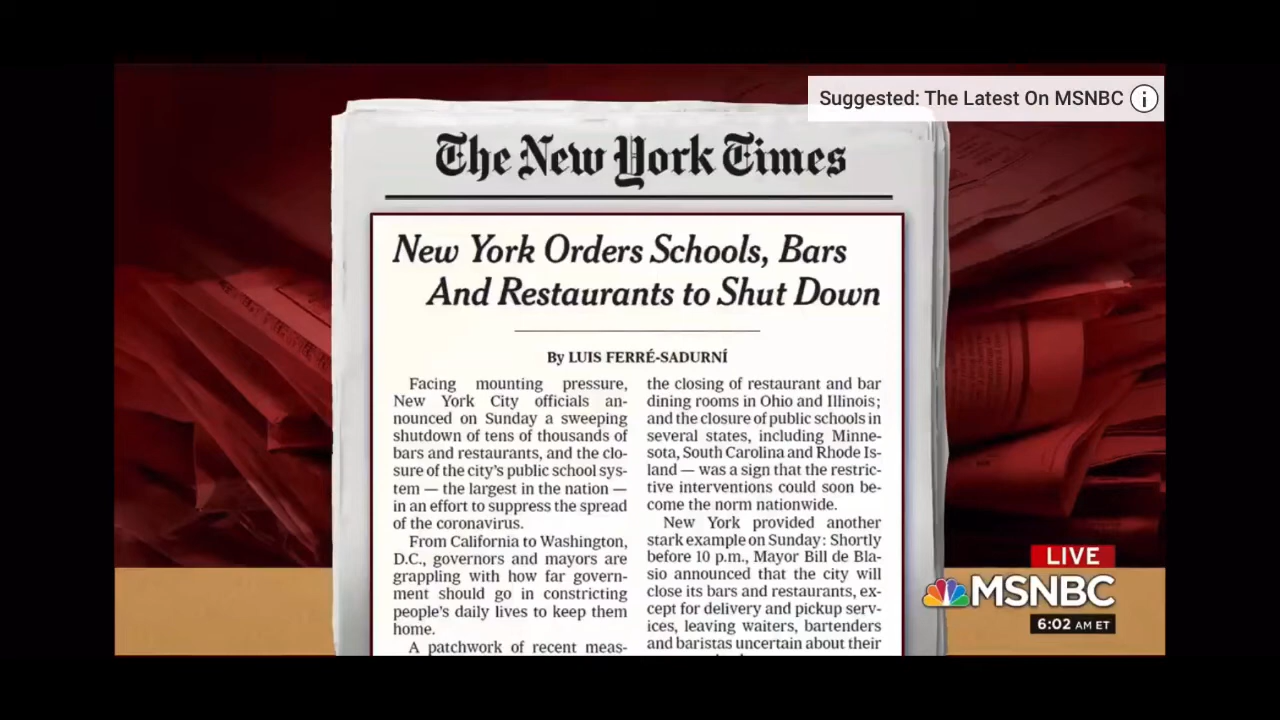 Suggested: The Latest On MSNBC
The New York Times
New York Orders Schools, Bars
And Restaurants to Shut Down
By LUIS FERRÉ-SADURNÍ
Facing mounting pressure,
New York City officials an-
nounced on Sunday a sweeping
shutdown of tens of thousands of
bars and restaurants, and the clo-
sure of the city's public school sys-
tem — the largest in the nation —
in an effort to suppress the spread
of the coronavirus.
From California to Washington,
D.C., governors and mayors are
grappling with how far govern-
ment should go in constricting
people's daily lives to keep them
home.
A patchwork of recent meas-
the closing of restaurant and bar
dining rooms in Ohio and Illinois;
and the closure of public schools in
several states, including Minne-
sota, South Carolina and Rhode Is-
land — was a sign that the restric-
tive interventions could soon be-
come the norm nationwide.
New York provided another
stark example on Sunday: Shortly
before 10 p.m., Mayor Bill de Bla-
sio announced that the city will
close its bars and restaurants, ex-
cept for delivery and pickup serv-
ices, leaving waiters, bartenders
and baristas uncertain about their
LIVE
MSNBC
6:02 AM ET